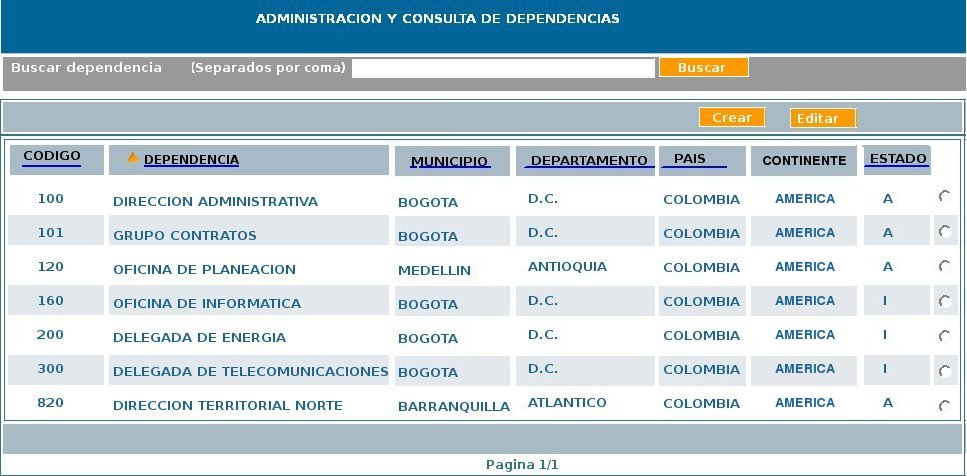 ADMINISTRACION Y CONSULTA DE DEPENDENCIAS
Buscar dependencia (Separados por coma) Buscar
Crear Editar
CODIGO DEPENDENCIA MUNICIPIO DEPARTAMENTO PAIS CONTINENTE ESTADO
100 DIRECCION ADMINISTRATIVA BOGOTA D.C. COLOMBIA AMERICA A
101 GRUPO CONTRATOS BOGOTA D.C. COLOMBIA AMERICA A
120 OFICINA DE PLANEACION MEDELLIN ANTIOQUIA COLOMBIA AMERICA A
160 OFICINA DE INFORMATICA BOGOTA D.C. COLOMBIA AMERICA I
200 DELEGADA DE ENERGIA BOGOTA D.C. COLOMBIA AMERICA I
300 DELEGADA DE TELECOMUNICACIONES BOGOTA D.C. COLOMBIA AMERICA I
820 DIRECCION TERRITORIAL NORTE BARRANQUILLA ATLANTICO COLOMBIA AMERICA A
Pagina 1/1